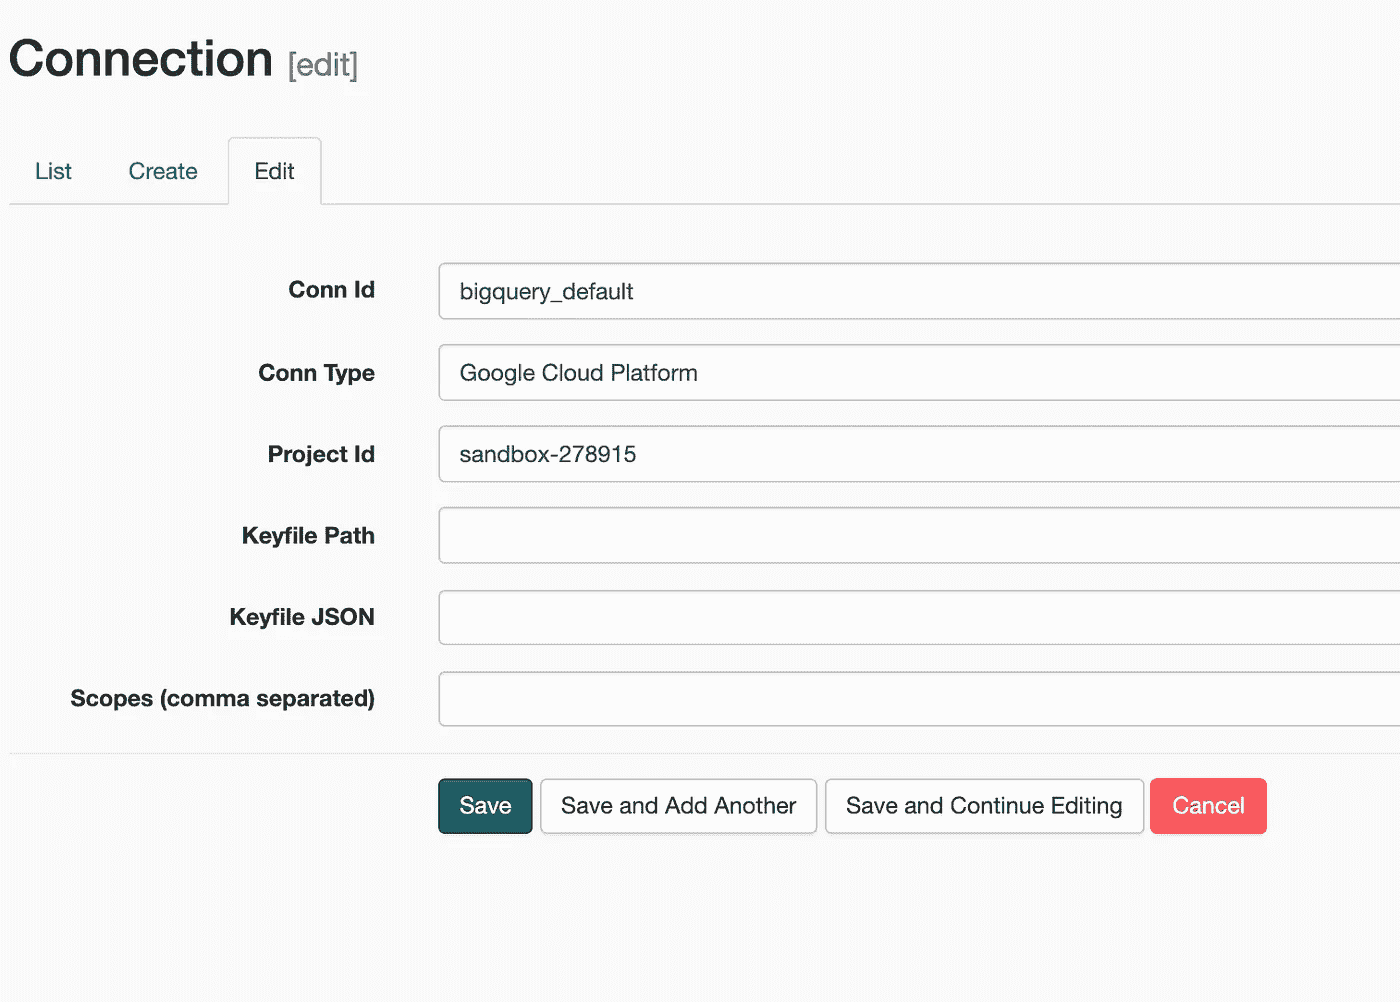 Connection [edit]
List Create Edit
Conn Id bigquery_default
Conn Type Google Cloud Platform
Project Id sandbox-278915
Keyfile Path
Keyfile JSON
Scopes (comma separated)
Save Save and Add Another Save and Continue Editing Cancel